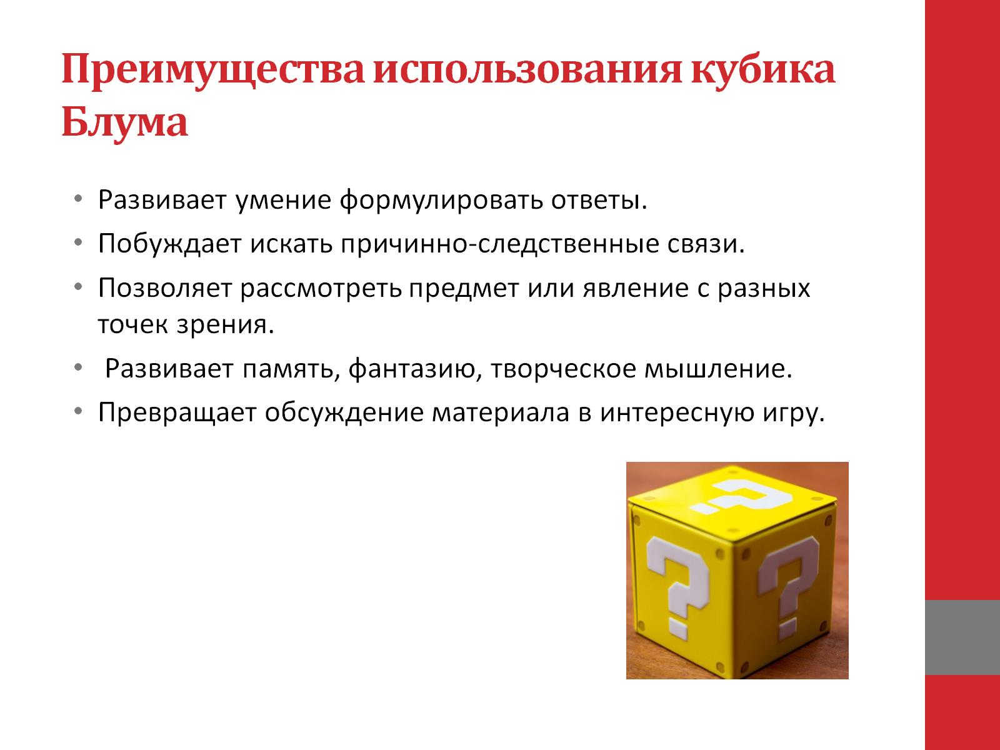 Преимущества использования кубика
Блума
• Развивает умение формулировать ответы.
• Побуждает искать причинно-следственные связи.
• Позволяет рассмотреть предмет или явление с разных
точек зрения.
• Развивает память, фантазию, творческое мышление.
• Превращает обсуждение материала в интересную игру.
?
? ?